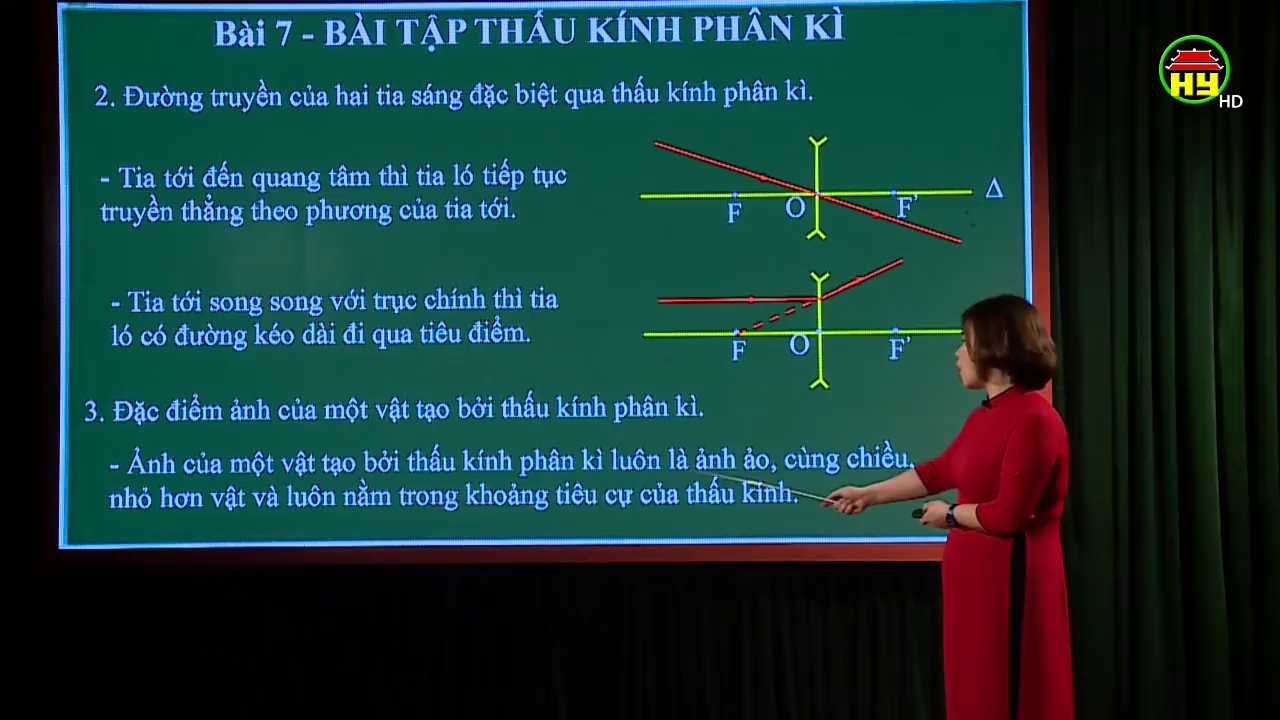 Bài 7 - BÀI TẬP THẤU KÍNH PHÂN KÌ
2. Đường truyền của hai tia sáng đặc biệt qua thấu kính phân kì.
- Tia tới đến quang tâm thì tia ló tiếp tục
truyền thẳng theo phương của tia tới.
F O F' Δ
- Tia tới song song với trục chính thì tia
ló có đường kéo dài đi qua tiêu điểm.
F O F'
3. Đặc điểm ảnh của một vật tạo bởi thấu kính phân kì.
- Ảnh của một vật tạo bởi thấu kính phân kì luôn là ảnh ảo, cùng chiều,
nhỏ hơn vật và luôn nằm trong khoảng tiêu cự của thấu kính.
HY
HD